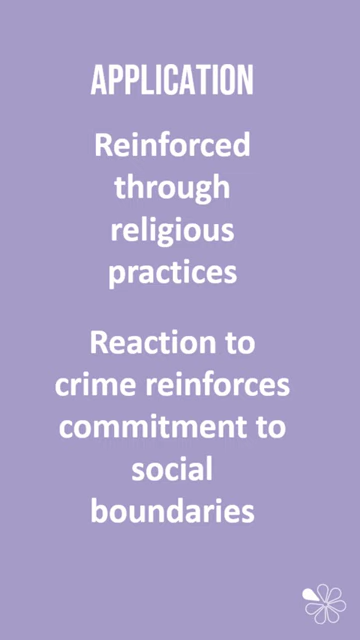 APPLICATION
Reinforced
through
religious
practices
Reaction to
crime reinforces
commitment to
social
boundaries